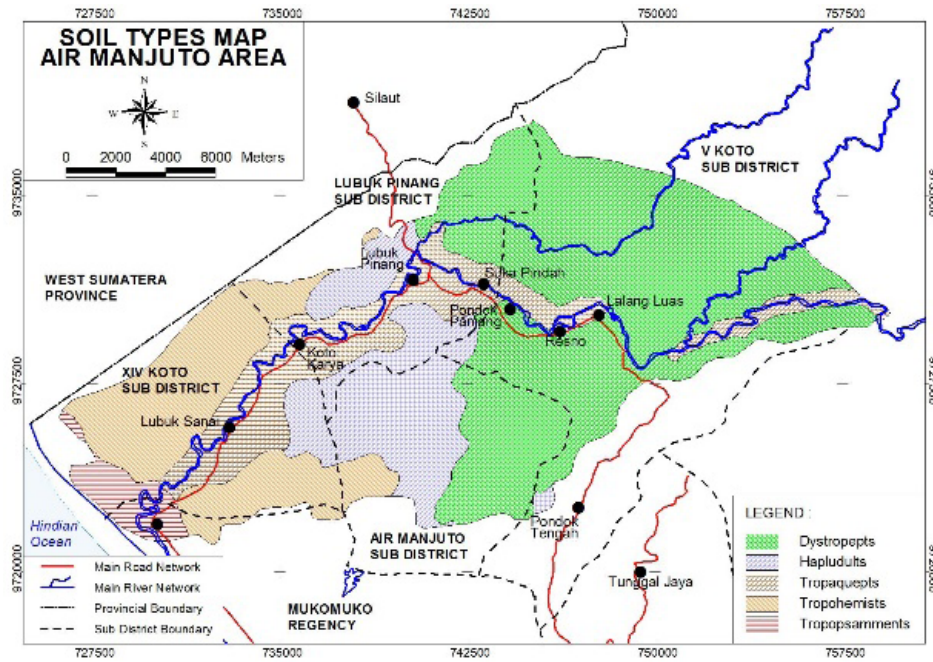 727500 735000 742500 750000 757500
SOIL TYPES MAP
AIR MANJUTO AREA
N
W E
S
0 2000 4000 6000 Meters
Silaut
V KOTO
SUB DISTRICT
9735000 9735000
LUBUK PINANG
SUB DISTRICT
WEST SUMATERA
PROVINCE
Lubuk
Pinang
Suka Pindah
Lalang Luas
Pondok
Panjang
Resno
Koto
Karya
9727500 9727500
XIV KOTO
SUB DISTRICT
Lubuk Sanai
Pondok
Tengah
Hindian
Ocean
AIR MANJUTO
SUB DISTRICT
Tunggal Jaya
9720000 9720000
MUKOMUKO
REGENCY
Main Road Network
Main River Network
Provincial Boundary
Sub District Boundary
LEGEND :
Dystropepts
Hapludults
Tropaquepts
Tropohemists
Tropopsamments
727500 735000 742500 750000 757500